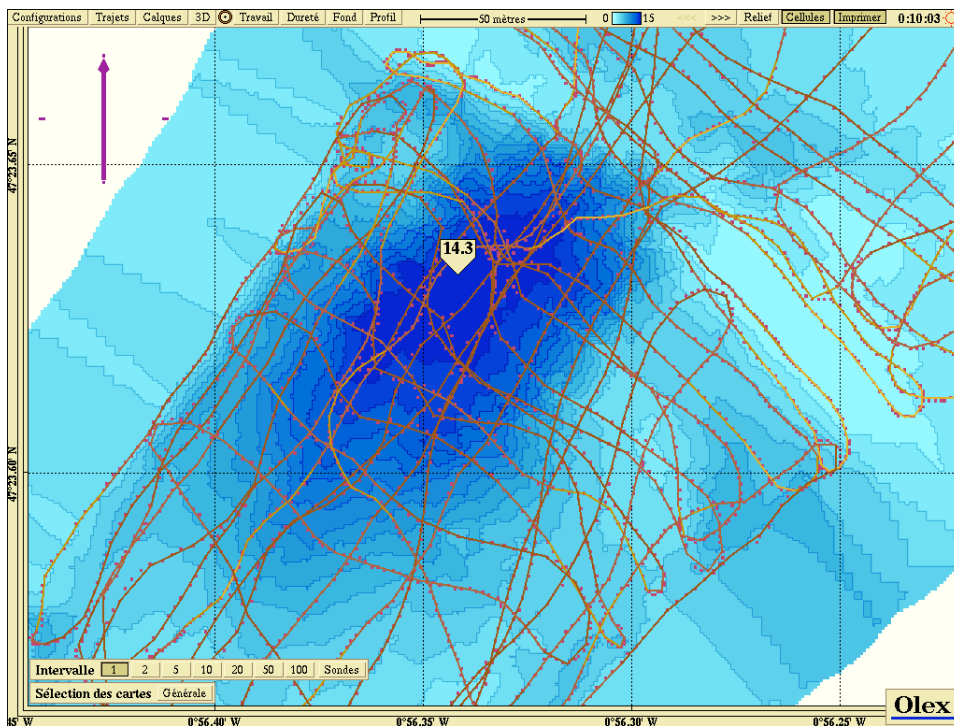 Configurations Trajets Calques 3D Travail Dureté Fond Profil 50 mètres 0 15 <<< >>> Relief Cellules Imprimer 0:10:03
47°23.65' N
14.3
47°23.60' N
Intervalle 1 2 5 10 20 50 100 Sondes
Sélection des cartes Générale
Olex
45' W 0°56.40' W 0°56.35' W 0°56.30' W 0°56.25' W